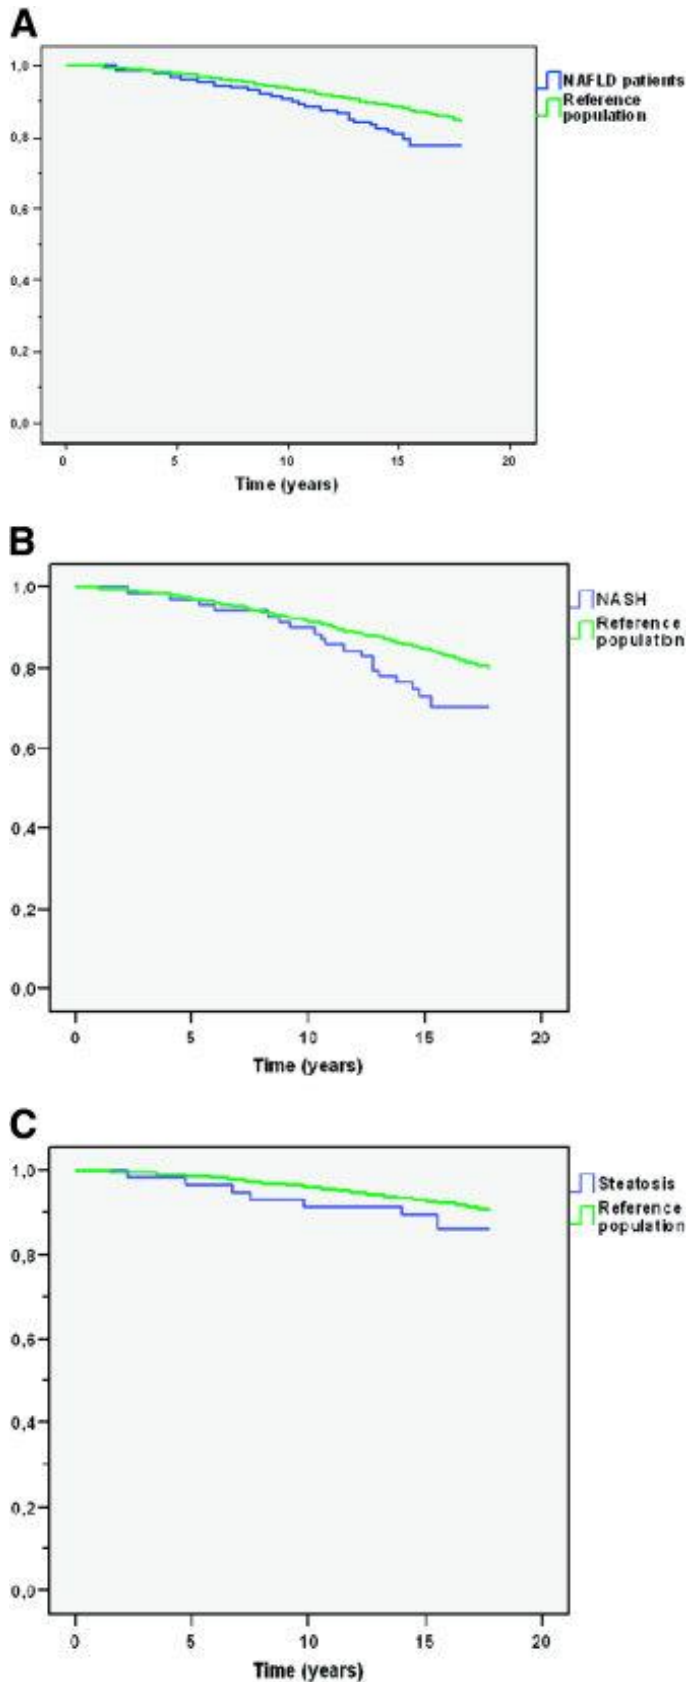 A
1,0
0,8
0,6
0,4
0,2
0,0
0 5 10 15 20
Time (years)
NAFLD patients
Reference
population
B
1,0
0,8
0,6
0,4
0,2
0,0
0 5 10 15 20
Time (years)
NASH
Reference
population
C
1,0
0,8
0,6
0,4
0,2
0,0
0 5 10 15 20
Time (years)
Steatosis
Reference
population